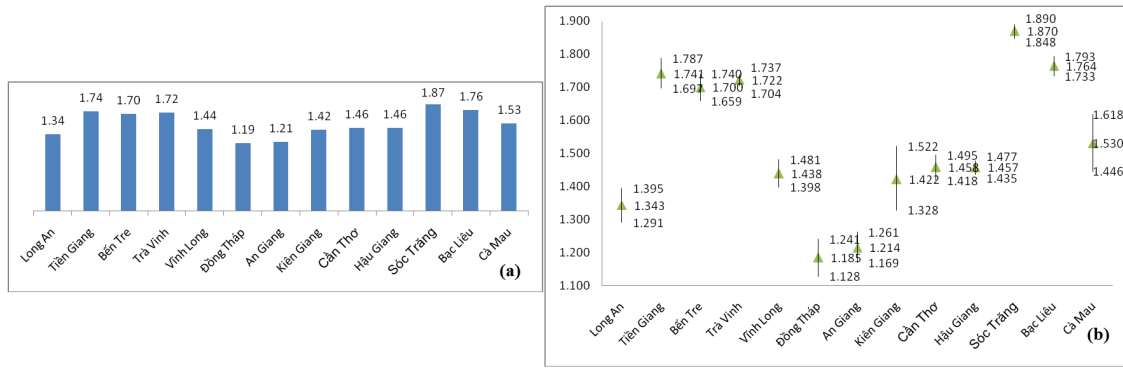 1.34
1.74
1.70
1.72
1.44
1.19
1.21
1.42
1.46
1.46
1.87
1.76
1.53
Long An
Tiền Giang
Bến Tre
Trà Vinh
Vĩnh Long
Đồng Tháp
An Giang
Kiên Giang
Cần Thơ
Hậu Giang
Sóc Trăng
Bạc Liêu
Cà Mau
(a)
1.900
1.800
1.700
1.600
1.500
1.400
1.300
1.200
1.100
1.395
1.343
1.291
1.787
1.741
1.697
1.740
1.700
1.659
1.737
1.722
1.704
1.481
1.438
1.398
1.241
1.185
1.128
1.261
1.214
1.169
1.522
1.422
1.328
1.495
1.458
1.418
1.477
1.457
1.435
1.890
1.870
1.848
1.793
1.764
1.733
1.618
1.530
1.446
Long An
Tiền Giang
Bến Tre
Trà Vinh
Vĩnh Long
Đồng Tháp
An Giang
Kiên Giang
Cần Thơ
Hậu Giang
Sóc Trăng
Bạc Liêu
Cà Mau
(b)